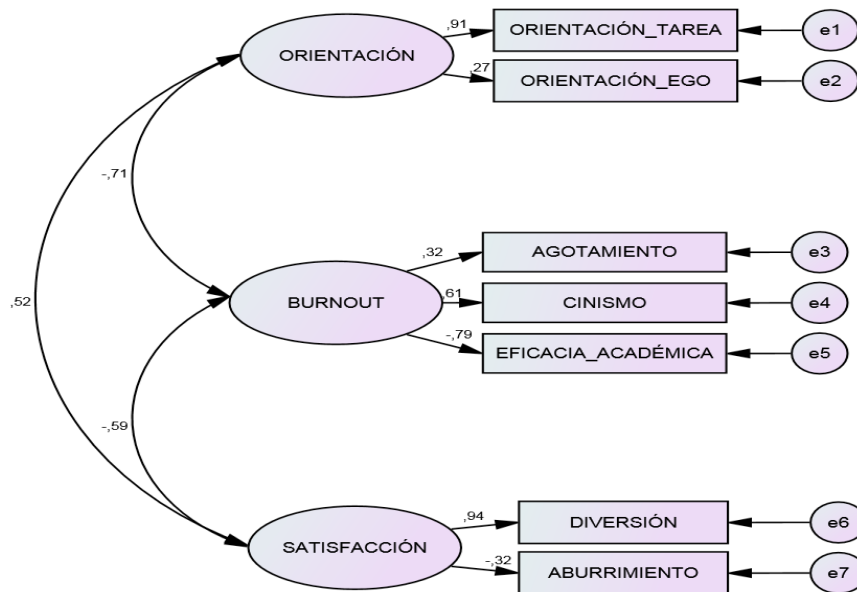 ,91
ORIENTACIÓN_TAREA
e1
ORIENTACIÓN
,27
ORIENTACIÓN_EGO
e2
-,71
,32
AGOTAMIENTO
e3
,52
BURNOUT
,61
CINISMO
e4
-,79
EFICACIA_ACADÉMICA
e5
-,59
,94
DIVERSIÓN
e6
SATISFACCIÓN
-,32
ABURRIMIENTO
e7